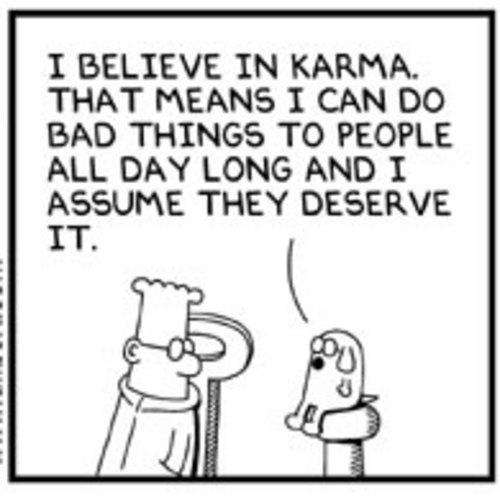 I BELIEVE IN KARMA.
THAT MEANS I CAN DO
BAD THINGS TO PEOPLE
ALL DAY LONG AND I
ASSUME THEY DESERVE
IT.